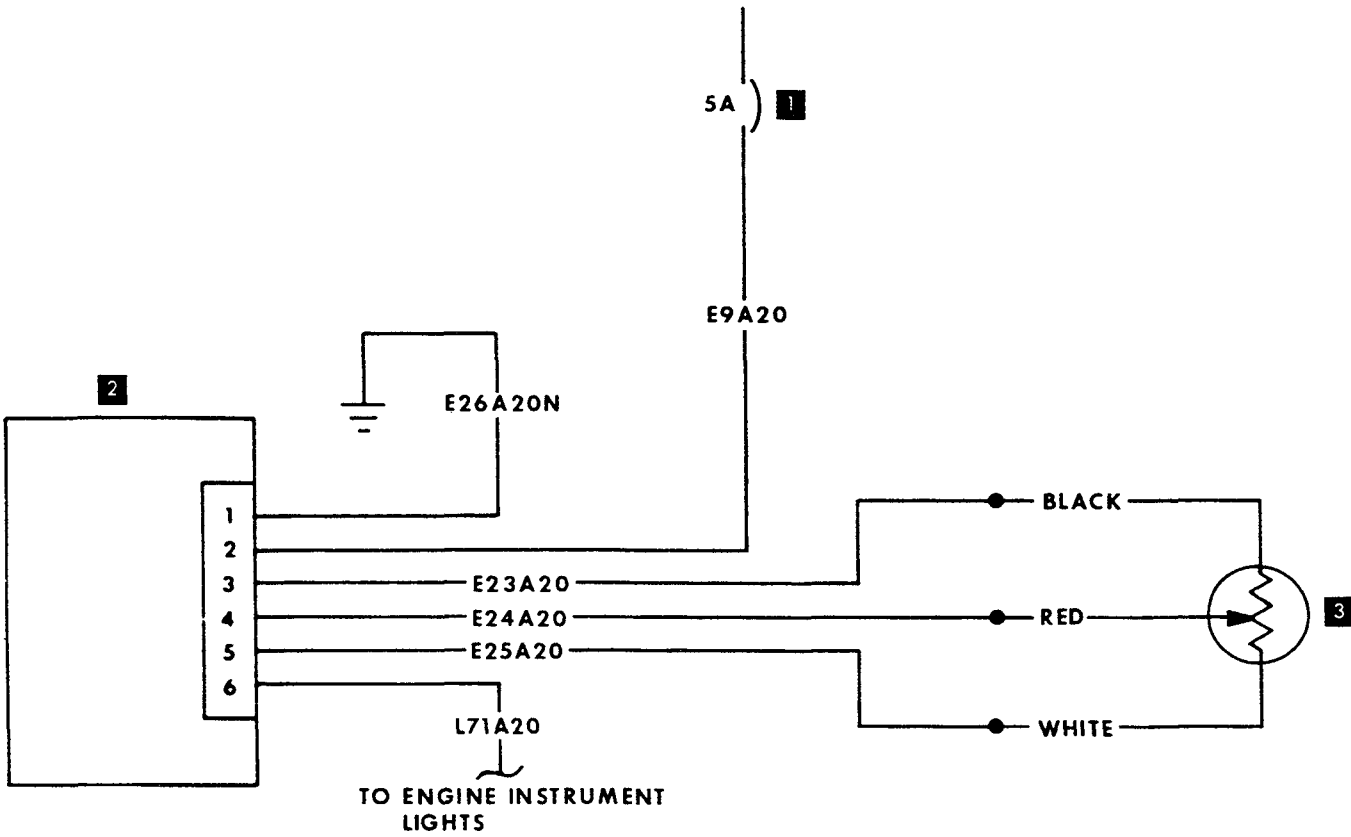 5A
1
E9A20
2
E26A20N
1
2
3
4
5
6
E23A20
E24A20
E25A20
L71A20
TO ENGINE INSTRUMENT
LIGHTS
BLACK
RED
WHITE
3